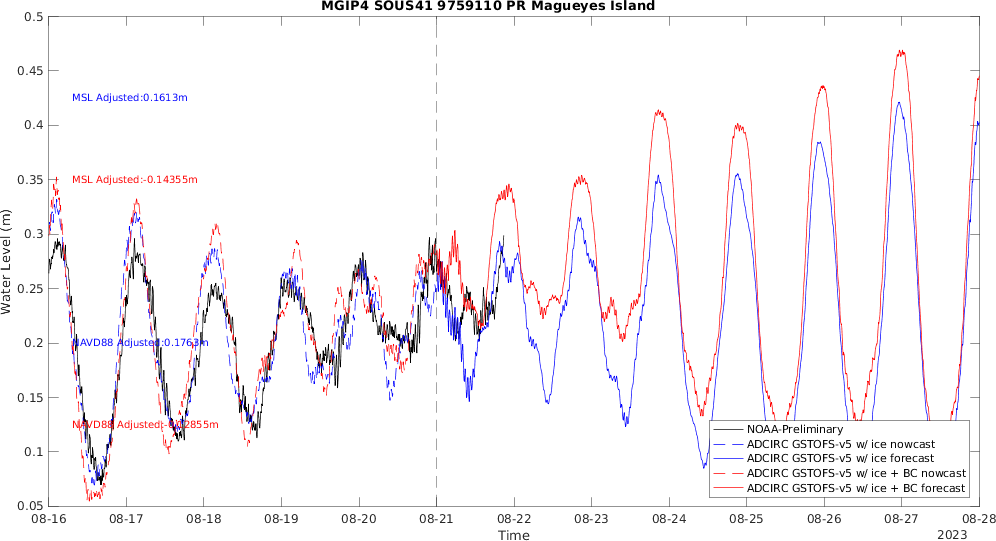 MGIP4 SOUS41 9759110 PR Magueyes Island
0.5
0.45
0.4
0.35
0.3
0.25
0.2
0.15
0.1
0.05
Water Level (m)
MSL Adjusted:0.1613m
MSL Adjusted:-0.14355m
NAVD88 Adjusted:0.1763m
NAVD88 Adjusted:-0.12855m
NOAA-Preliminary
ADCIRC GSTOFS-v5 w/ ice nowcast
ADCIRC GSTOFS-v5 w/ ice forecast
ADCIRC GSTOFS-v5 w/ ice + BC nowcast
ADCIRC GSTOFS-v5 w/ ice + BC forecast
08-16 08-17 08-18 08-19 08-20 08-21 08-22 08-23 08-24 08-25 08-26 08-27 08-28
Time
2023